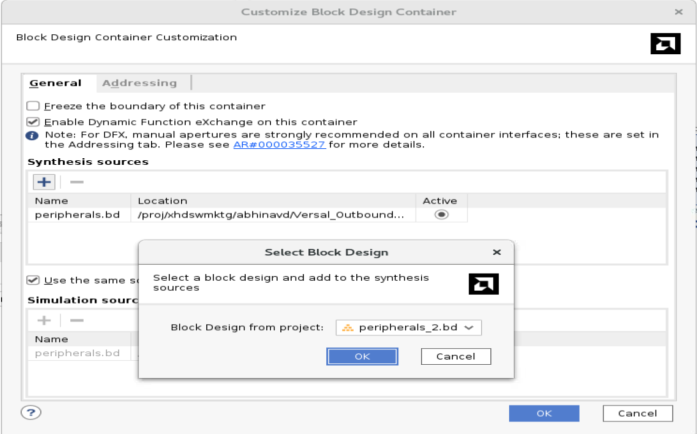 Customize Block Design Container
Block Design Container Customization
General Addressing
Freeze the boundary of this container
Enable Dynamic Function eXchange on this container
Note: For DFX, manual apertures are strongly recommended on all container interfaces; these are set in
the Addressing tab. Please see AR#000035527 for more details.
Synthesis sources
Name Location Active
peripherals.bd /proj/xhdswmktg/abhinavd/Versal_Outbound...
Select Block Design
Select a block design and add to the synthesis
sources
Block Design from project: peripherals_2.bd
OK Cancel
Use the same
Simulation
Name
peripherals.bd
? OK Cancel